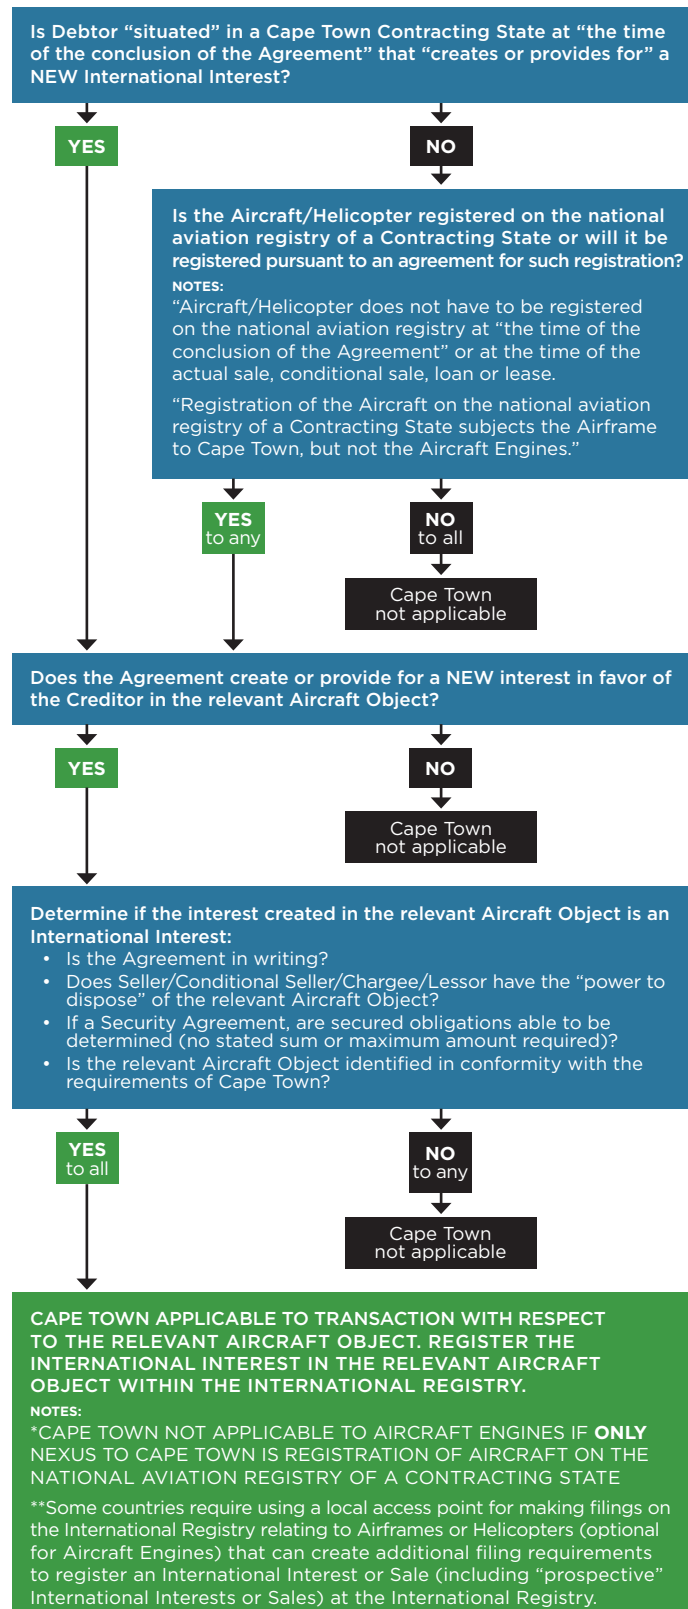 Is Debtor “situated” in a Cape Town Contracting State at “the time
of the conclusion of the Agreement” that “creates or provides for” a
NEW International Interest?
YES
NO
Is the Aircraft/Helicopter registered on the national
aviation registry of a Contracting State or will it be
registered pursuant to an agreement for such registration?
NOTES:
“Aircraft/Helicopter does not have to be registered
on the national aviation registry at “the time of the
conclusion of the Agreement” or at the time of the
actual sale, conditional sale, loan or lease.
“Registration of the Aircraft on the national aviation
registry of a Contracting State subjects the Airframe
to Cape Town, but not the Aircraft Engines.”
YES
to any
NO
to all
Cape Town
not applicable
Does the Agreement create or provide for a NEW interest in favor of
the Creditor in the relevant Aircraft Object?
YES
NO
Cape Town
not applicable
Determine if the interest created in the relevant Aircraft Object is an
International Interest:
• Is the Agreement in writing?
• Does Seller/Conditional Seller/Chargee/Lessor have the “power to
dispose” of the relevant Aircraft Object?
• If a Security Agreement, are secured obligations able to be
determined (no stated sum or maximum amount required)?
• Is the relevant Aircraft Object identified in conformity with the
requirements of Cape Town?
YES
to all
NO
to any
Cape Town
not applicable
CAPE TOWN APPLICABLE TO TRANSACTION WITH RESPECT
TO THE RELEVANT AIRCRAFT OBJECT. REGISTER THE
INTERNATIONAL INTEREST IN THE RELEVANT AIRCRAFT
OBJECT WITHIN THE INTERNATIONAL REGISTRY.
NOTES:
*CAPE TOWN NOT APPLICABLE TO AIRCRAFT ENGINES IF ONLY
NEXUS TO CAPE TOWN IS REGISTRATION OF AIRCRAFT ON THE
NATIONAL AVIATION REGISTRY OF A CONTRACTING STATE
**Some countries require using a local access point for making filings on
the International Registry relating to Airframes or Helicopters (optional
for Aircraft Engines) that can create additional filing requirements
to register an International Interest or Sale (including “prospective”
International Interests or Sales) at the International Registry.